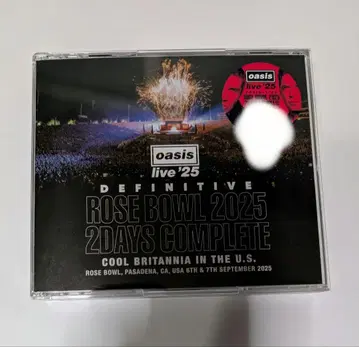 oasis
live '25
oasis
live '25
DEFINITIVE
ROSE BOWL 2025
2DAYS COMPLETE
COOL BRITANNIA IN THE U.S.
ROSE BOWL, PASADENA, CA, USA 6TH & 7TH SEPTEMBER 2025